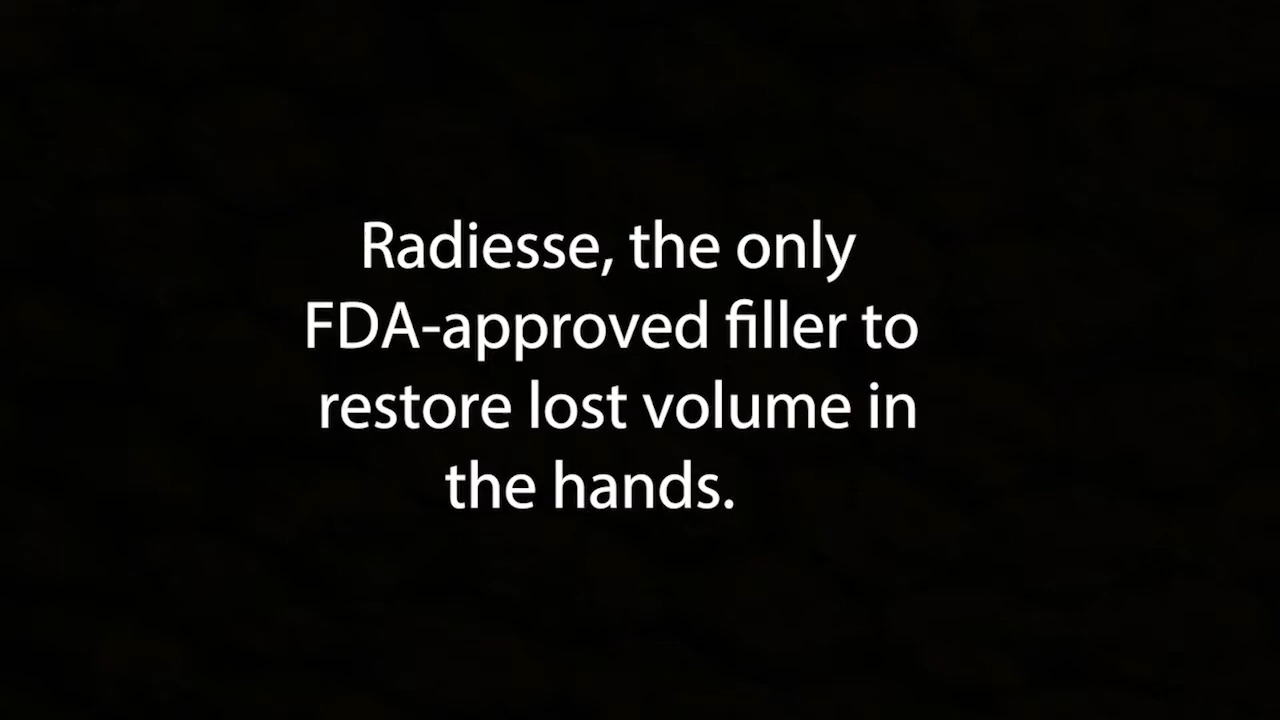 Radiesse, the only
FDA-approved filler to
restore lost volume in
the hands.